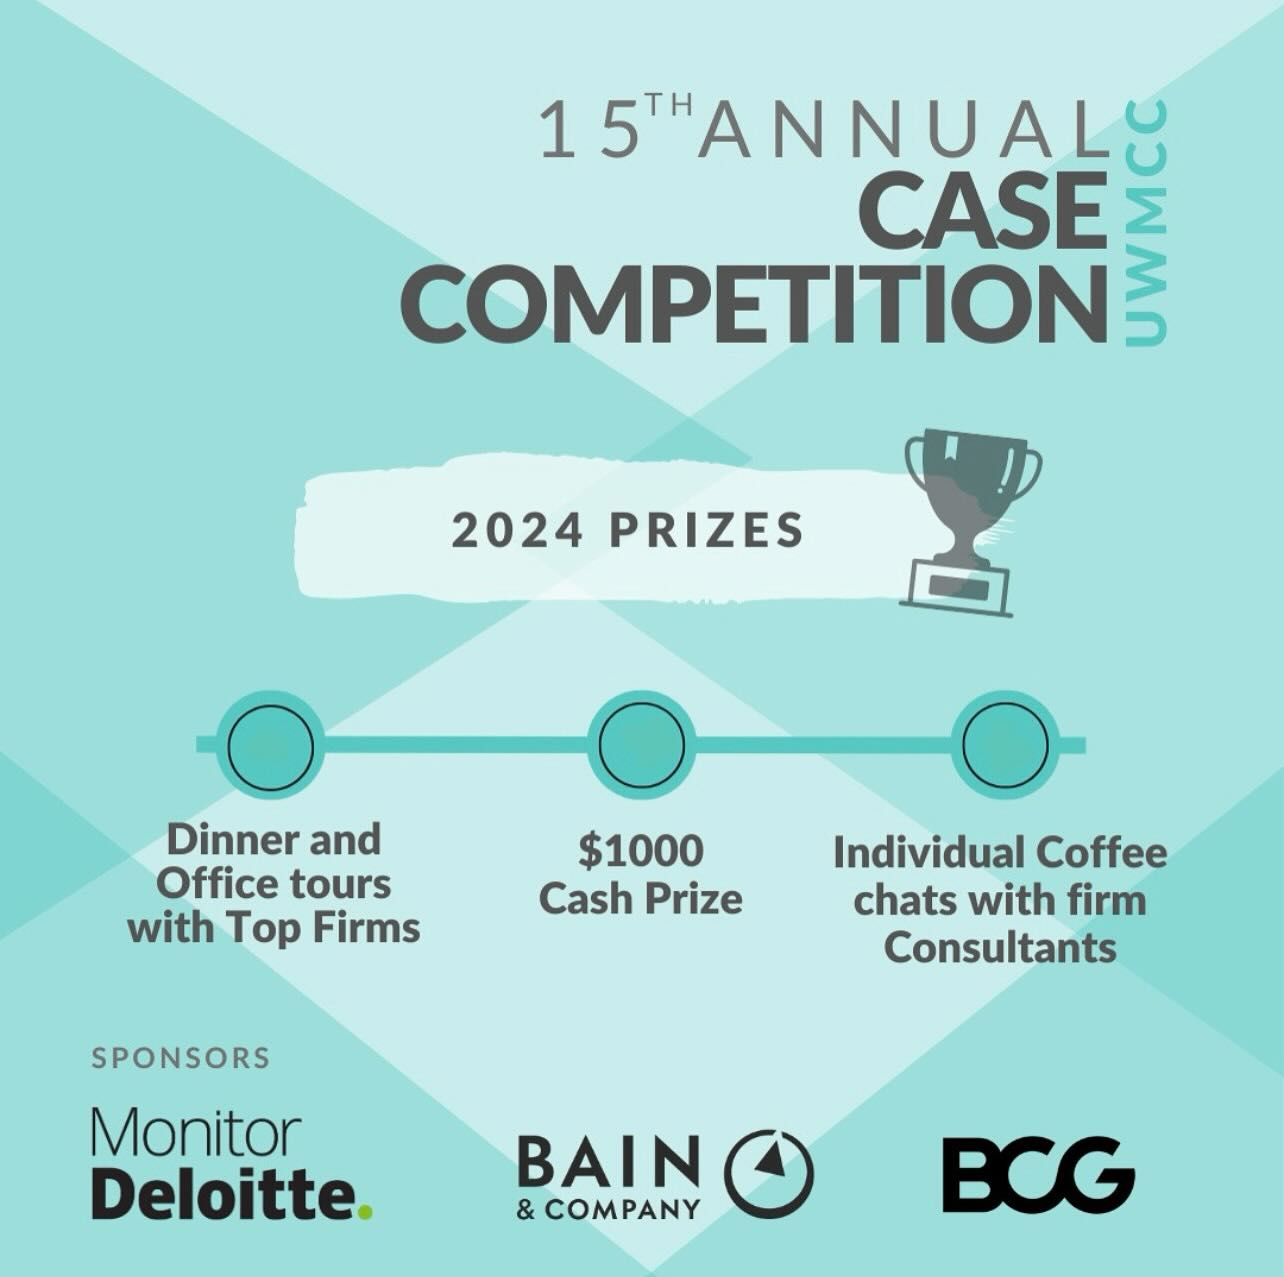 15TH ANNUAL
CASE
COMPETITION
UWMCC
2024 PRIZES
Dinner and
Office tours
with Top Firms
$1000
Cash Prize
Individual Coffee
chats with firm
Consultants
SPONSORS
Monitor
Deloitte.
BAIN
& COMPANY
BCG